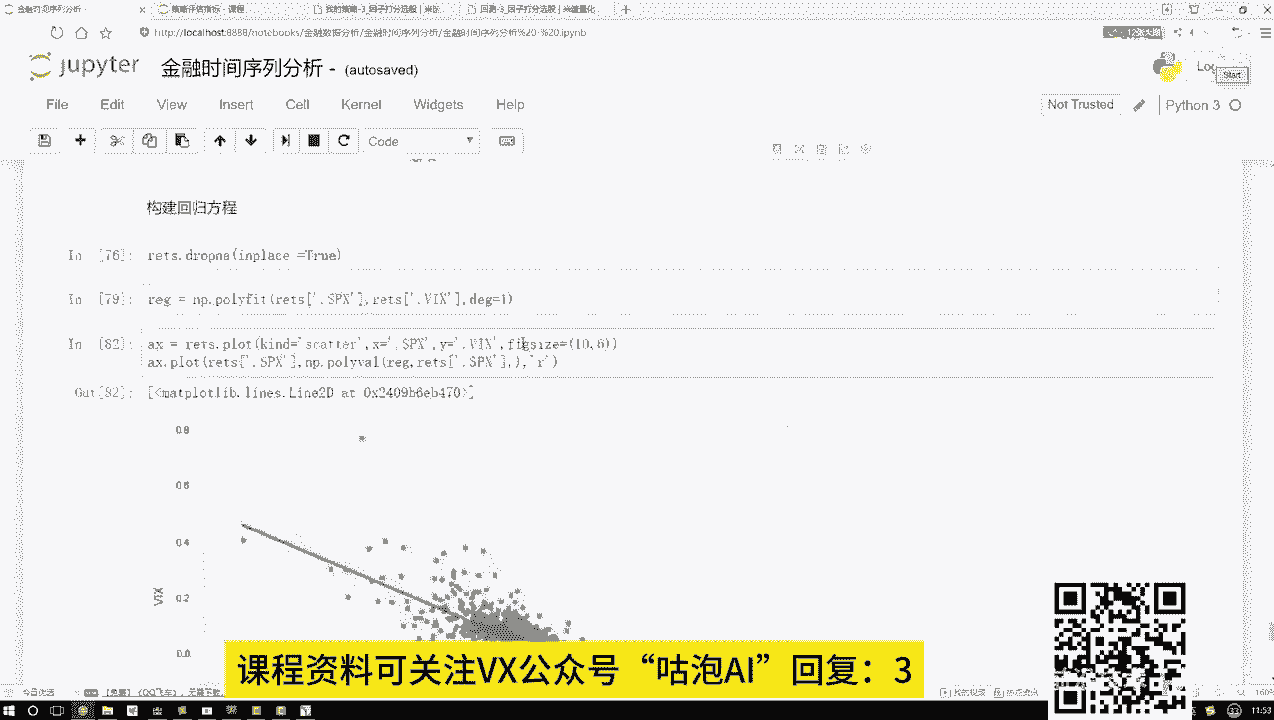 金融时间序列分析 -
策略评估指标 - 课程
我的策略-3_因子打分选股 | 米
回测-3_因子打分选股 | 米筐量化
http://localhost:8888/notebooks/金融数据分析/金融时间序列分析/金融时间序列分析%20-%20.ipynb
jupyter 金融时间序列分析 - (autosaved)
Start
File Edit View Insert Cell Kernel Widgets Help
Not Trusted
Python 3
Code
构建回归方程
In [76]: rets.dropna(inplace =True)
In [79]: reg = np.polyfit(rets['.SPX'],rets['.VIX'],deg=1)
In [82]: ax = rets.plot(kind='scatter',x='.SPX',y='.VIX',figsize=(10,6))
ax.plot(rets['.SPX'],np.polyval(reg,rets['.SPX'],),'r')
Out[82]: [<matplotlib.lines.Line2D at 0x2409b6eb470>]
0.8
0.6
0.4
0.2
0.0
.VIX
课程资料可关注VX公众号“咕泡AI”回复：3
160%
11:53